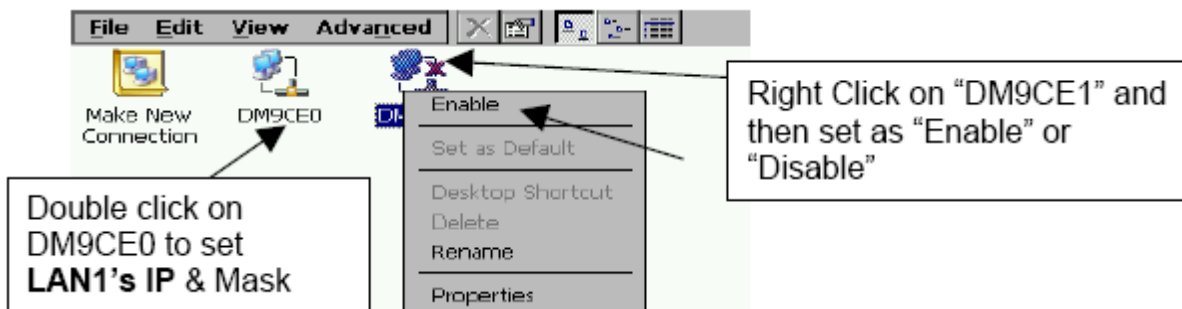 File Edit View Advanced
Make New
Connection
DM9CE0
Enable
Set as Default
Desktop Shortcut
Delete
Rename
Properties
Right Click on “DM9CE1” and
then set as “Enable” or
“Disable”
Double click on
DM9CE0 to set
LAN1's IP & Mask